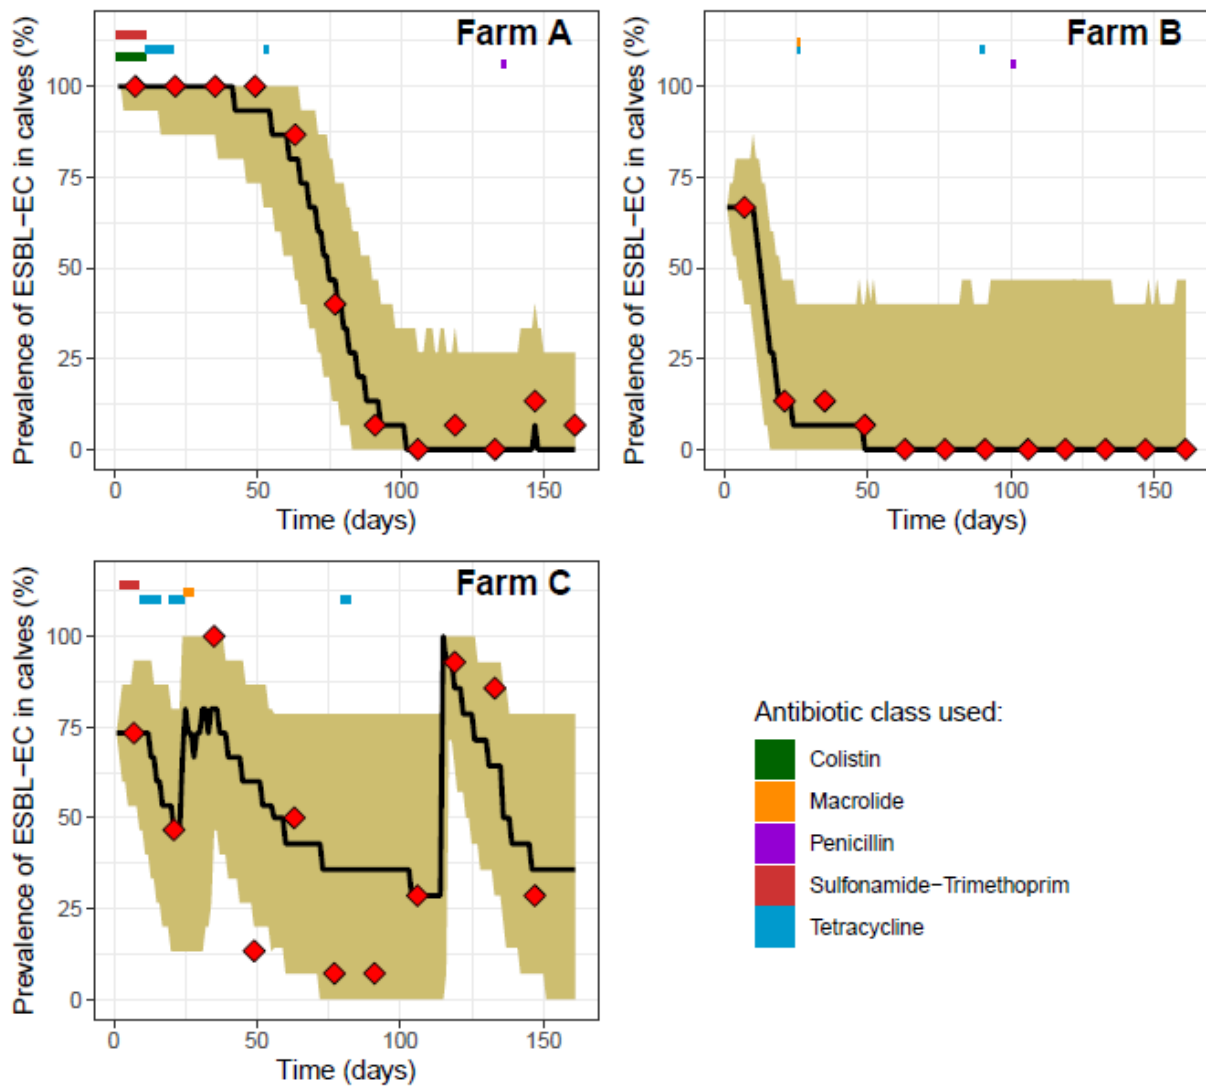 Farm A
Prevalence of ESBL-EC in calves (%)
100
75
50
25
0
0 50 100 150
Time (days)
Farm B
Prevalence of ESBL-EC in calves (%)
100
75
50
25
0
0 50 100 150
Time (days)
Farm C
Prevalence of ESBL-EC in calves (%)
100
75
50
25
0
0 50 100 150
Time (days)
Antibiotic class used:
Colistin
Macrolide
Penicillin
Sulfonamide-Trimethoprim
Tetracycline